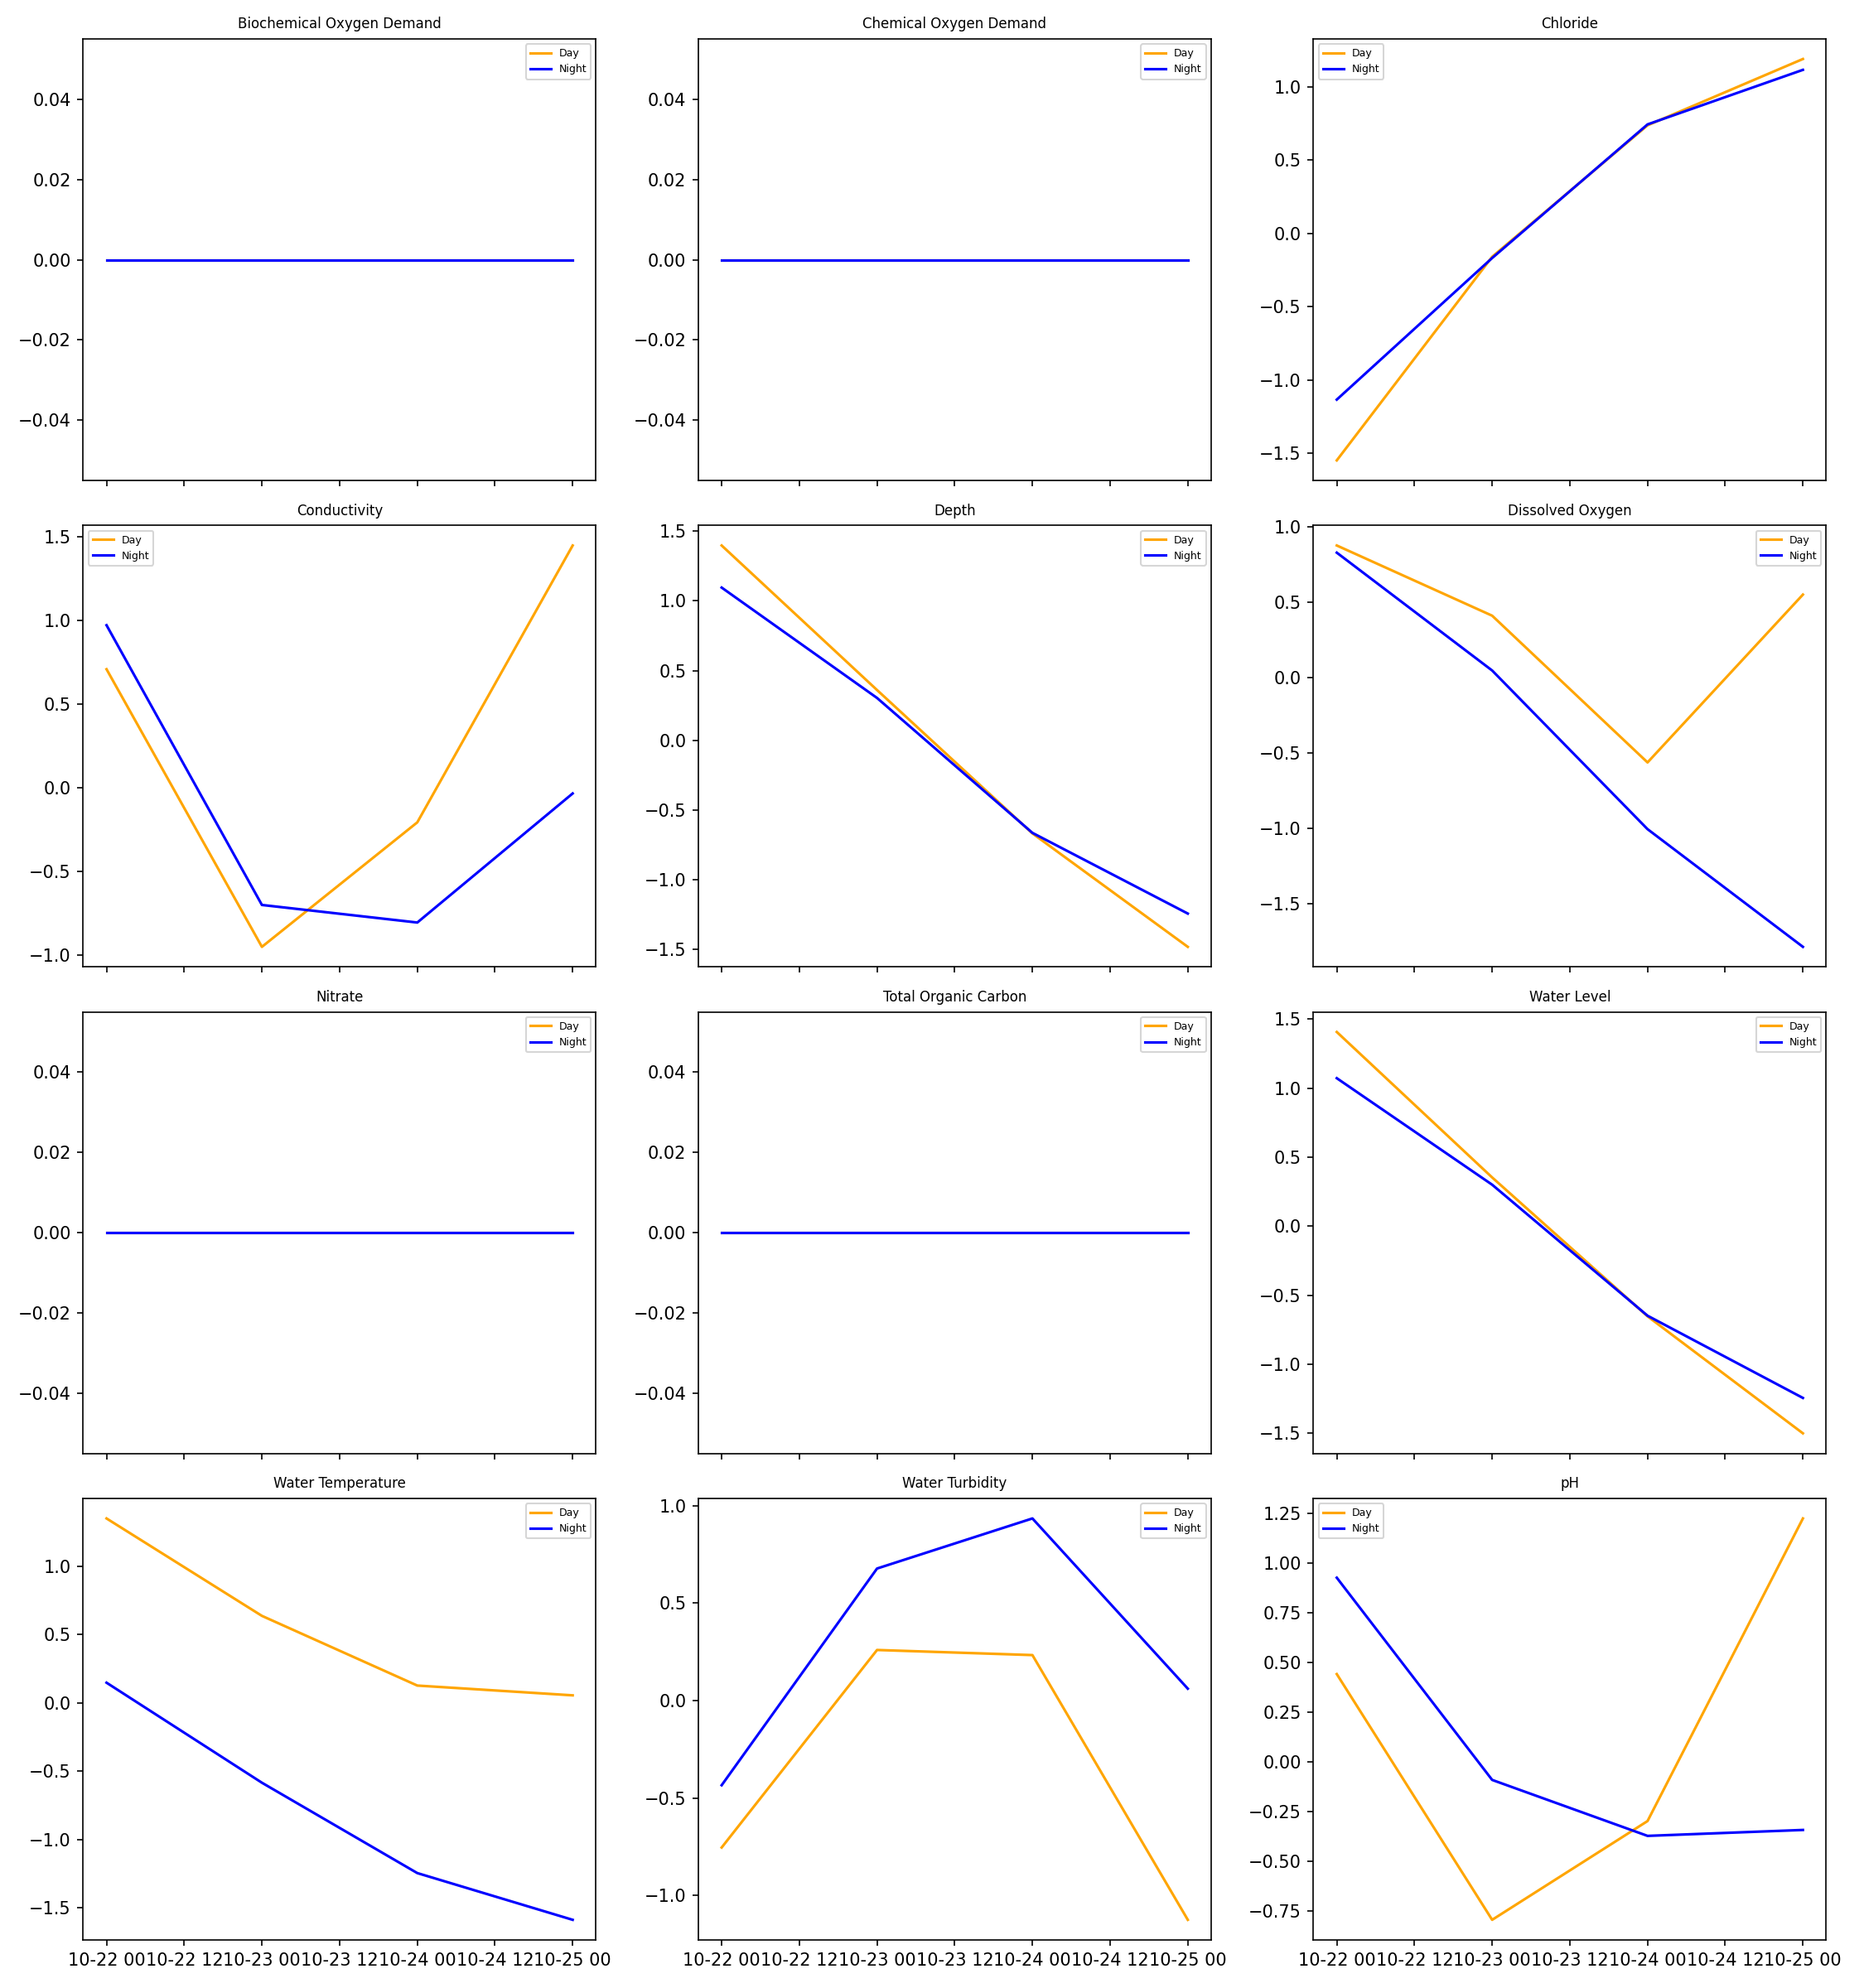 Biochemical Oxygen Demand
Day
Night
0.04
0.02
0.00
−0.02
−0.04
Chemical Oxygen Demand
Day
Night
0.04
0.02
0.00
−0.02
−0.04
Chloride
Day
Night
1.0
0.5
0.0
−0.5
−1.0
−1.5
Conductivity
Day
Night
1.5
1.0
0.5
0.0
−0.5
−1.0
Depth
Day
Night
1.5
1.0
0.5
0.0
−0.5
−1.0
−1.5
Dissolved Oxygen
Day
Night
1.0
0.5
0.0
−0.5
−1.0
−1.5
Nitrate
Day
Night
0.04
0.02
0.00
−0.02
−0.04
Total Organic Carbon
Day
Night
0.04
0.02
0.00
−0.02
−0.04
Water Level
Day
Night
1.5
1.0
0.5
0.0
−0.5
−1.0
−1.5
Water Temperature
Day
Night
1.0
0.5
0.0
−0.5
−1.0
−1.5
10-22 0010-22 1210-23 0010-23 1210-24 0010-24 1210-25 00
Water Turbidity
Day
Night
1.0
0.5
0.0
−0.5
−1.0
10-22 0010-22 1210-23 0010-23 1210-24 0010-24 1210-25 00
pH
Day
Night
1.25
1.00
0.75
0.50
0.25
0.00
−0.25
−0.50
−0.75
10-22 0010-22 1210-23 0010-23 1210-24 0010-24 1210-25 00